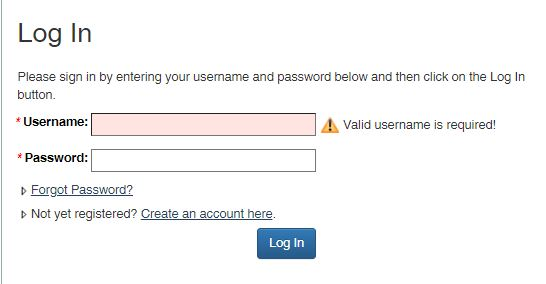 Log In
Please sign in by entering your username and password below and then click on the Log In
button.
* Username: Valid username is required!
* Password:
Forgot Password?
Not yet registered? Create an account here.
Log In